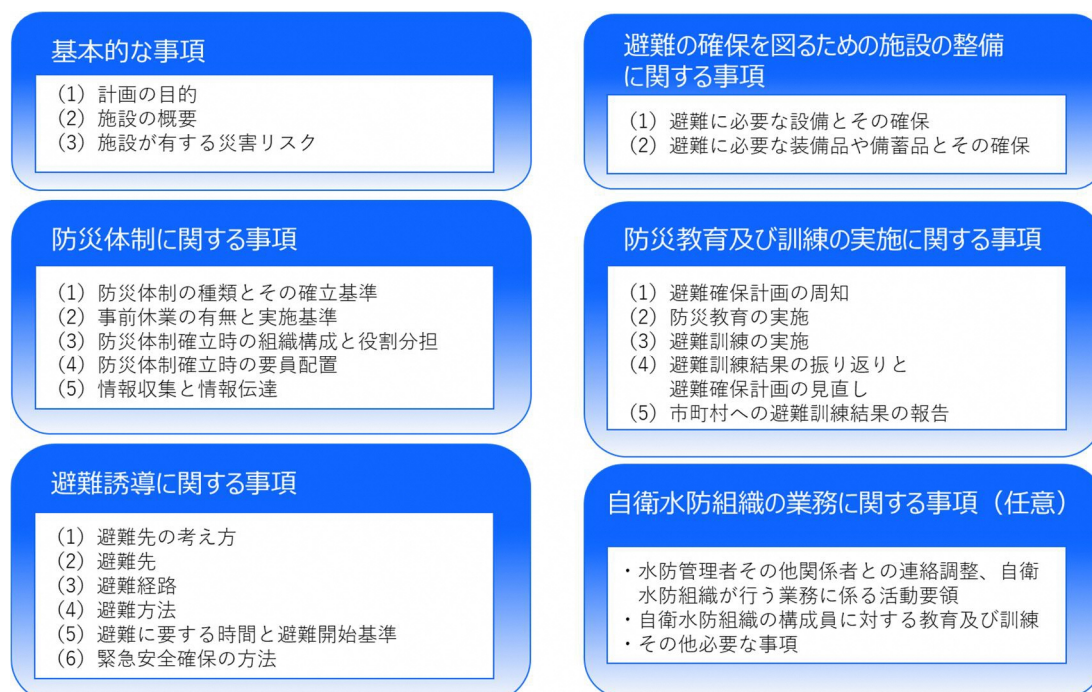 基本的な事項
(1) 計画の目的
(2) 施設の概要
(3) 施設が有する災害リスク
防災体制に関する事項
(1) 防災体制の種類とその確立基準
(2) 事前休業の有無と実施基準
(3) 防災体制確立時の組織構成と役割分担
(4) 防災体制確立時の要員配置
(5) 情報収集と情報伝達
避難誘導に関する事項
(1) 避難先の考え方
(2) 避難先
(3) 避難経路
(4) 避難方法
(5) 避難に要する時間と避難開始基準
(6) 緊急安全確保の方法
避難の確保を図るための施設の整備
に関する事項
(1) 避難に必要な設備とその確保
(2) 避難に必要な装備品や備蓄品とその確保
防災教育及び訓練の実施に関する事項
(1) 避難確保計画の周知
(2) 防災教育の実施
(3) 避難訓練の実施
(4) 避難訓練結果の振り返りと
避難確保計画の見直し
(5) 市町村への避難訓練結果の報告
自衛水防組織の業務に関する事項（任意）
・水防管理者その他関係者との連絡調整、自衛
水防組織が行う業務に係る活動要領
・自衛水防組織の構成員に対する教育及び訓練
・その他必要な事項